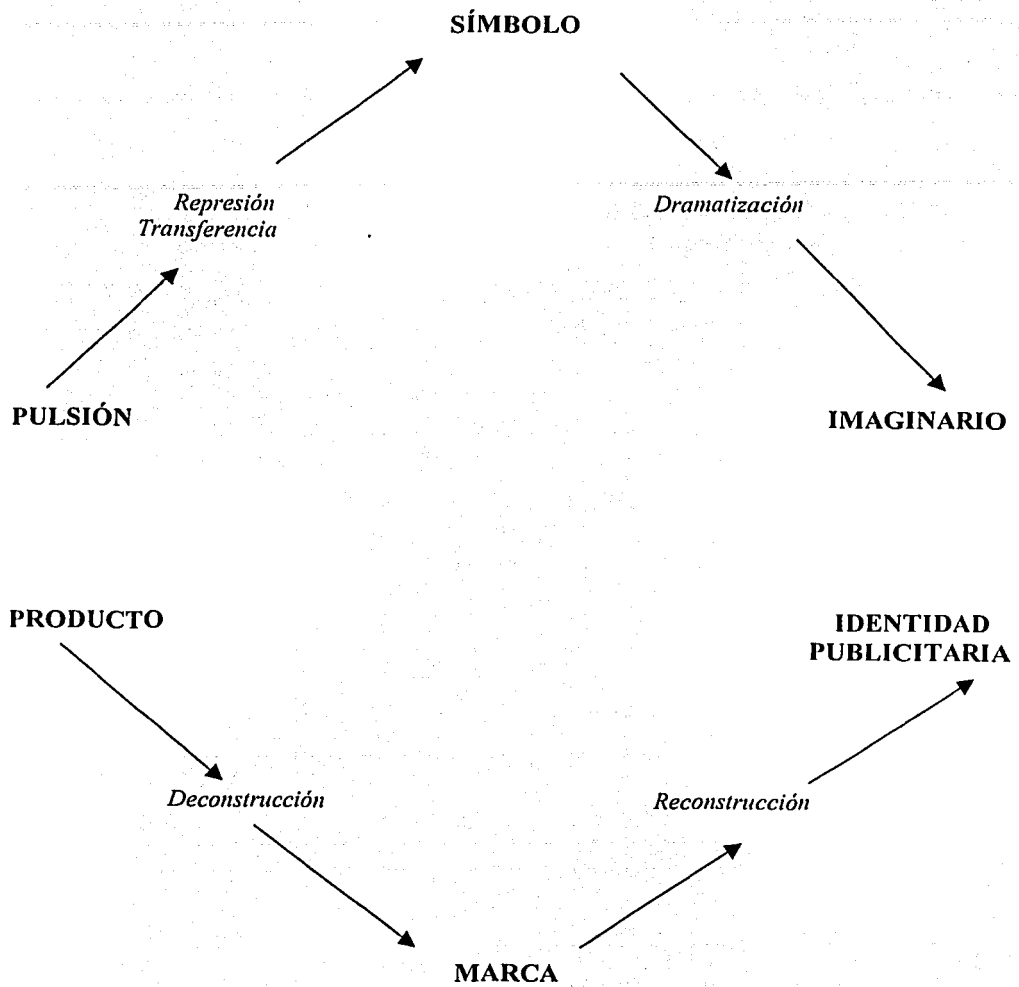 SÍMBOLO
Represión
Transferencia
Dramatización
PULSIÓN
IMAGINARIO
PRODUCTO
IDENTIDAD
PUBLICITARIA
Deconstrucción
Reconstrucción
MARCA